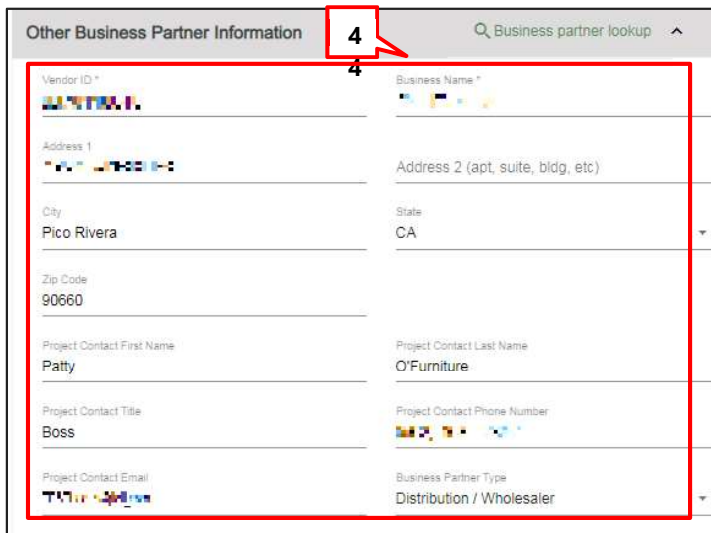 Other Business Partner Information
4
4
Business partner lookup
Vendor ID *
Business Name *
Address 1
Address 2 (apt, suite, bldg, etc)
City
State
Pico Rivera
CA
Zip Code
90660
Project Contact First Name
Project Contact Last Name
Patty
O'Furniture
Project Contact Title
Project Contact Phone Number
Boss
Project Contact Email
Business Partner Type
Distribution / Wholesaler